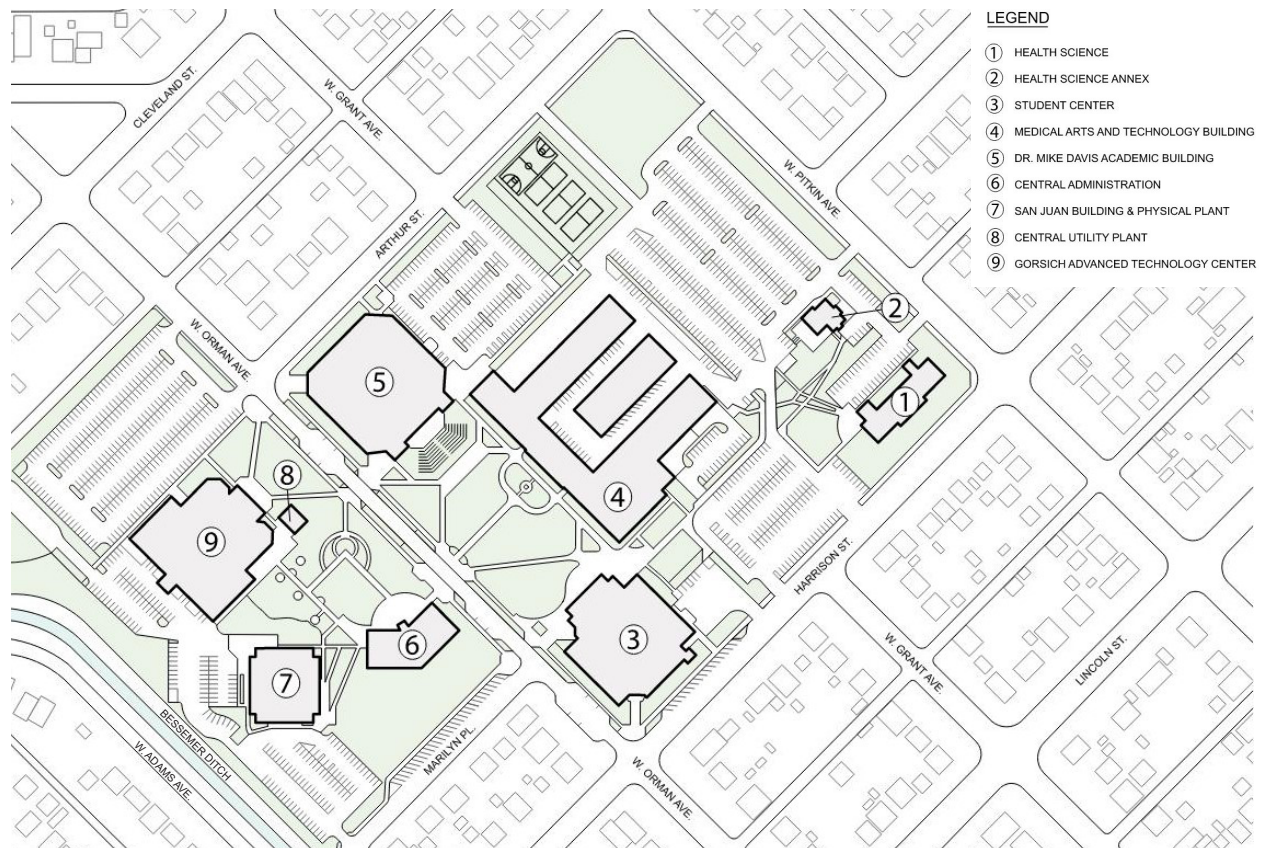 LEGEND
1 HEALTH SCIENCE
2 HEALTH SCIENCE ANNEX
3 STUDENT CENTER
4 MEDICAL ARTS AND TECHNOLOGY BUILDING
5 DR. MIKE DAVIS ACADEMIC BUILDING
6 CENTRAL ADMINISTRATION
7 SAN JUAN BUILDING & PHYSICAL PLANT
8 CENTRAL UTILITY PLANT
9 GORSICH ADVANCED TECHNOLOGY CENTER
CLEVELAND ST.
W. GRANT AVE.
W. PITKIN AVE.
ARTHUR ST.
W. ORMAN AVE.
2
1
5
4
8
9
3
6
7
HARRISON ST.
W. GRANT AVE.
LINCOLN ST.
BESSEMER DITCH
W. ADAMS AVE.
MARILYN PL.
W. ORMAN AVE.